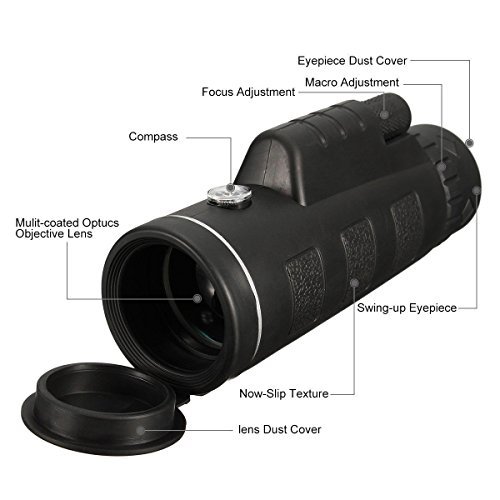 Eyepiece Dust Cover
Macro Adjustment
Focus Adjustment
Compass
Mulit-coated Optucs
Objective Lens
Swing-up Eyepiece
Now-Slip Texture
lens Dust Cover